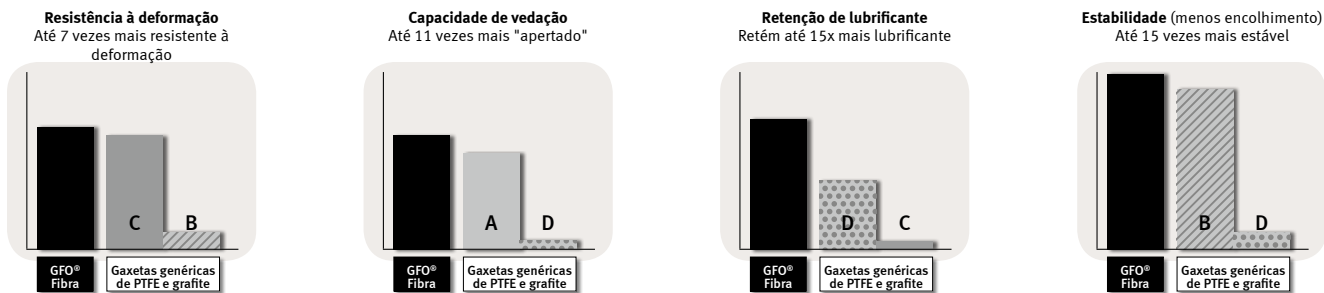 Resistência à deformação
Até 7 vezes mais resistente à
deformação
C
B
GFO®
Fibra
Gaxetas genéricas
de PTFE e grafite
Capacidade de vedação
Até 11 vezes mais "apertado"
A
D
GFO®
Fibra
Gaxetas genéricas
de PTFE e grafite
Retenção de lubrificante
Retém até 15x mais lubrificante
D
C
GFO®
Fibra
Gaxetas genéricas
de PTFE e grafite
Estabilidade (menos encolhimento)
Até 15 vezes mais estável
B
D
GFO®
Fibra
Gaxetas genéricas
de PTFE e grafite